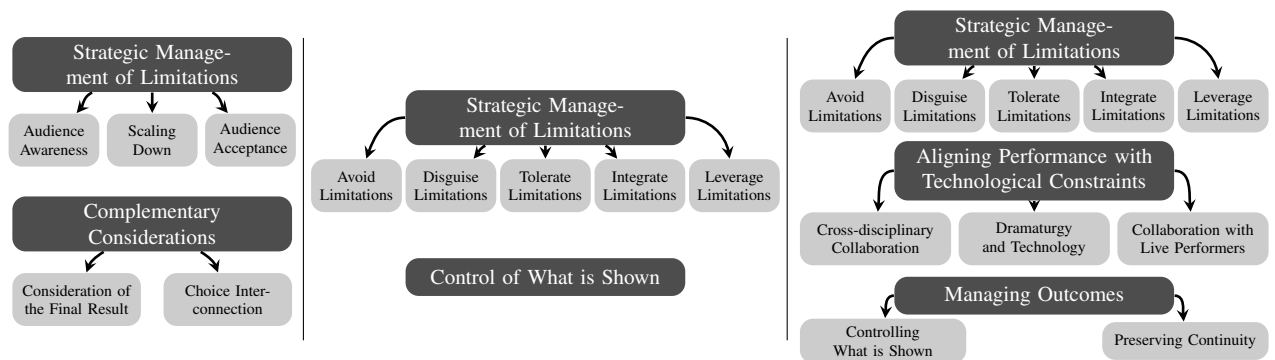 Strategic Manage-
ment of Limitations
Audience
Awareness
Scaling
Down
Audience
Acceptance
Complementary
Considerations
Consideration of
the Final Result
Choice Inter-
connection
Strategic Manage-
ment of Limitations
Avoid
Limitations
Disguise
Limitations
Tolerate
Limitations
Integrate
Limitations
Leverage
Limitations
Control of What is Shown
Strategic Manage-
ment of Limitations
Avoid
Limitations
Disguise
Limitations
Tolerate
Limitations
Integrate
Limitations
Leverage
Limitations
Aligning Performance with
Technological Constraints
Cross-disciplinary
Collaboration
Dramaturgy
and Technology
Collaboration with
Live Performers
Managing Outcomes
Controlling
What is Shown
Preserving Continuity